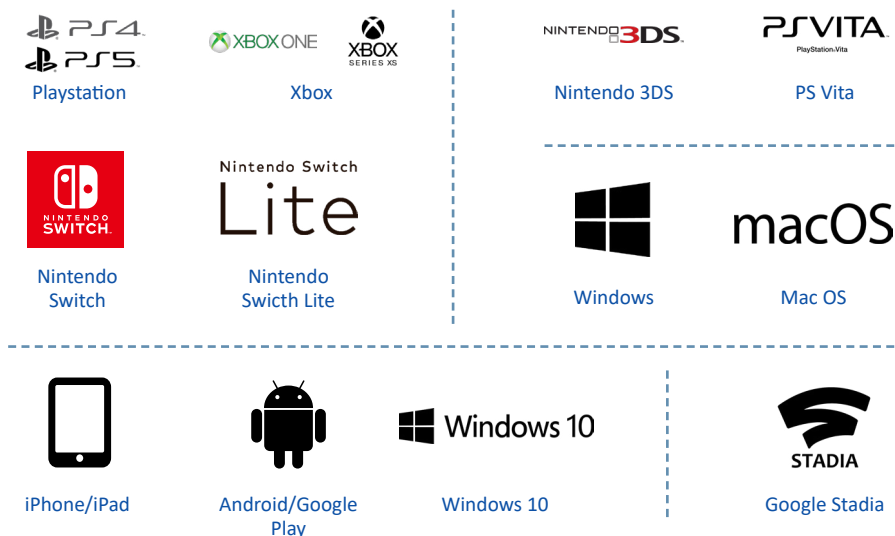 PS4
PS5
Playstation
XBOX ONE
XBOX
SERIES XS
Xbox
NINTENDO 3DS
Nintendo 3DS
PSVITA
PlayStation.Vita
PS Vita
NINTENDO
SWITCH
Nintendo
Switch
Nintendo Switch
Lite
Nintendo
Swicth Lite
Windows
macOS
Mac OS
iPhone/iPad
Android/Google
Play
Windows 10
Windows 10
STADIA
Google Stadia